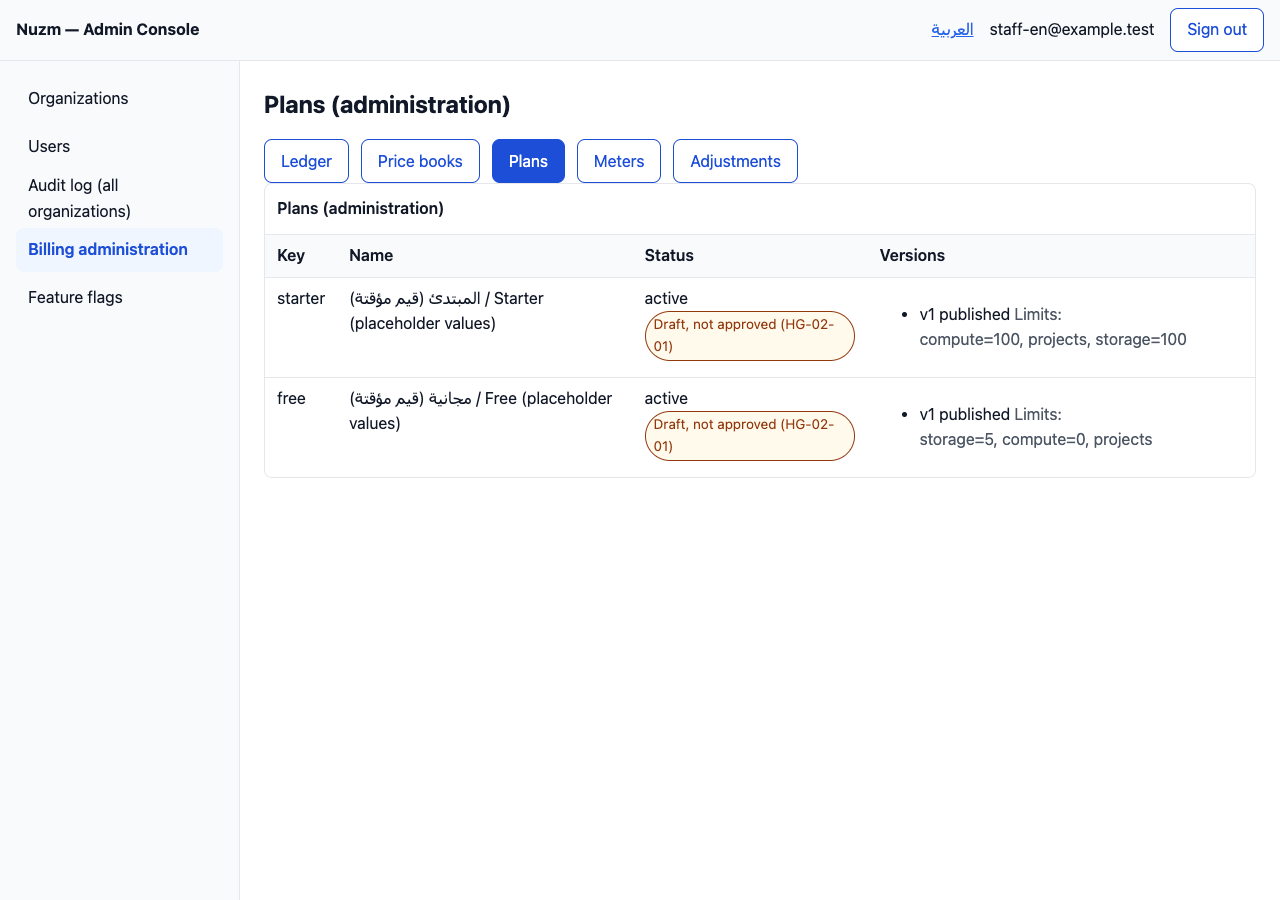 Nuzm — Admin Console
العربية
staff-en@example.test
Sign out
Organizations
Users
Audit log (all
organizations)
Billing administration
Feature flags
Plans (administration)
Ledger
Price books
Plans
Meters
Adjustments
Plans (administration)
Key
Name
Status
Versions
starter
المبتدئ (قيم مؤقتة) / Starter
(placeholder values)
active
Draft, not approved (HG-02-
01)
v1 published Limits:
compute=100, projects, storage=100
free
مجانية (قيم مؤقتة) / Free (placeholder
values)
active
Draft, not approved (HG-02-
01)
v1 published Limits:
storage=5, compute=0, projects